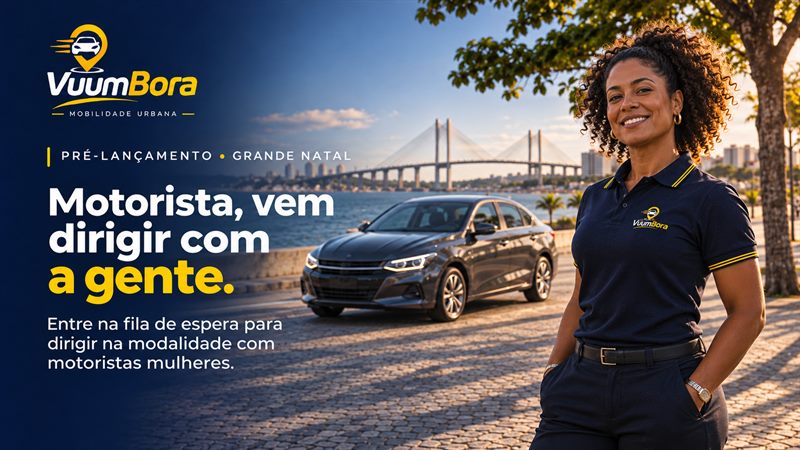 VuumBora
MOBILIDADE URBANA
PRÉ-LANÇAMENTO • GRANDE NATAL
Motorista, vem
dirigir com
a gente.
Entre na fila de espera para
dirigir na modalidade com
motoristas mulheres.
VuumBora